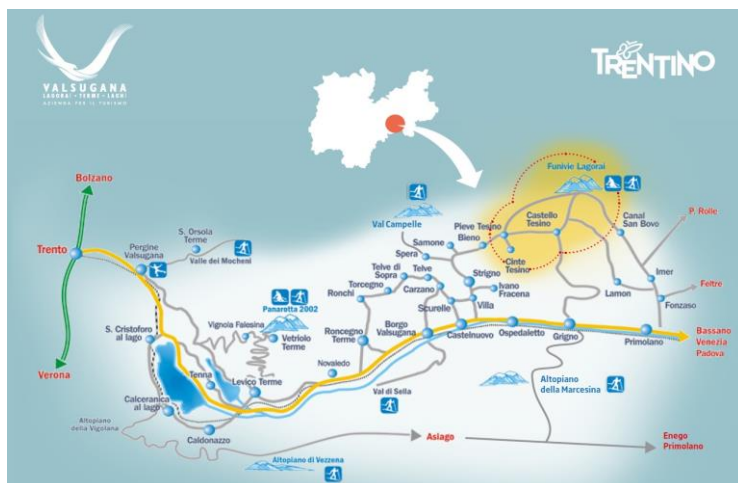 VALSUGANA
LAGORAI - TERME - LAGHI
AZIENDA PER IL TURISMO
TRENTINO
Bolzano
Trento
Verona
Pergine
Valsugana
S. Orsola
Terme
Valle dei Mocheni
S. Cristoforo
al lago
Calceranica
al lago
Altopiano
della Vigolana
Tenna
Caldonazzo
Levico Terme
Vignola Falesina
Panarotta 2002
Vetriolo
Terme
Altopiano di Vezzena
Novaledo
Roncegno
Terme
Ronchi
Torcegno
Telve di
Sopra
Telve
Carzano
Borgo
Valsugana
Val di Sella
Scurelle
Castelnuovo
Val Campelle
Samone
Spera
Bieno
Pieve Tesino
Strigno
Ivano
Fracena
Villa
Cinte
Tesino
Castello
Tesino
Funivie Lagorai
Canal
San Bovo
P. Rolle
Imer
Feltre
Lamon
Fonzaso
Ospedaletto
Grigno
Primolano
Bassano
Venezia
Padova
Altopiano
della Marcesina
Asiago
Enego
Primolano